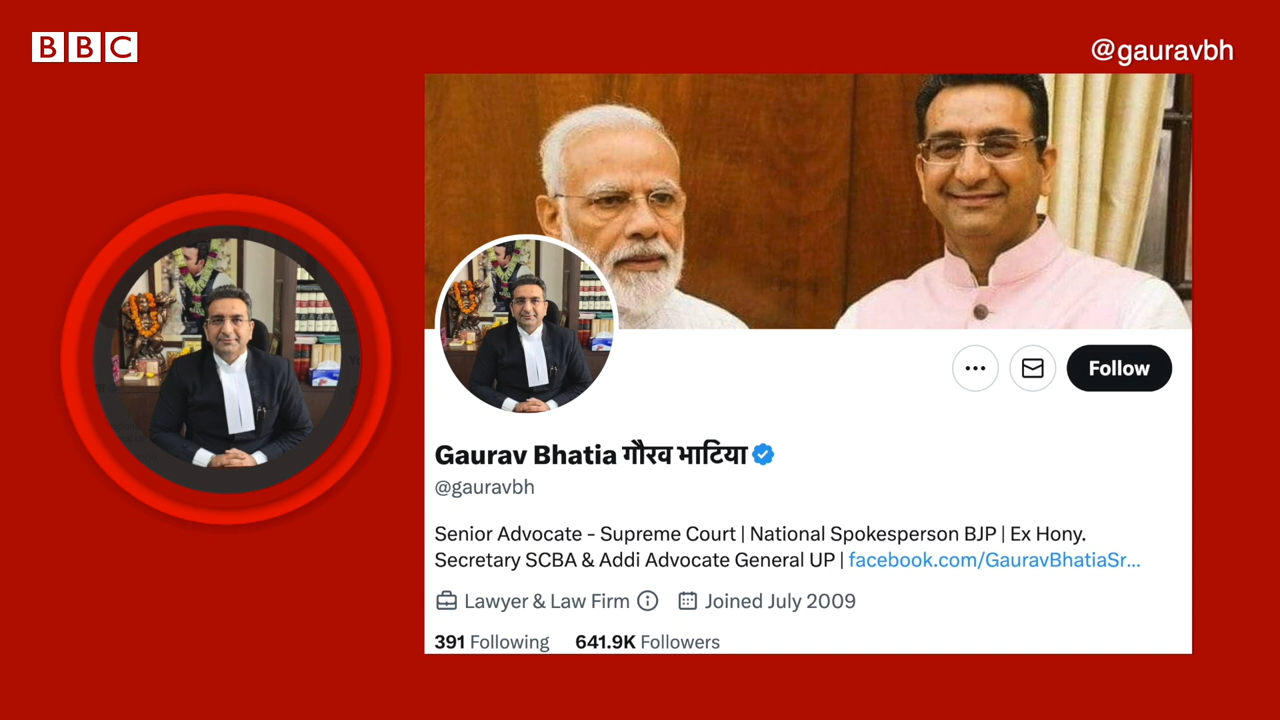 BBC
@gauravbh
Follow
Gaurav Bhatia गौरव भाटिया
@gauravbh
Senior Advocate - Supreme Court | National Spokesperson BJP | Ex Hony.
Secretary SCBA & Addi Advocate General UP | facebook.com/GauravBhatiaSr...
Lawyer & Law Firm Joined July 2009
391 Following 641.9K Followers